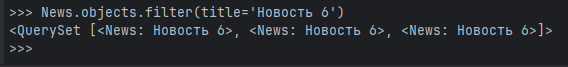 >>> News.objects.filter(title='Новость 6')
<QuerySet [<News: Новость 6>, <News: Новость 6>, <News: Новость 6>]>
>>>